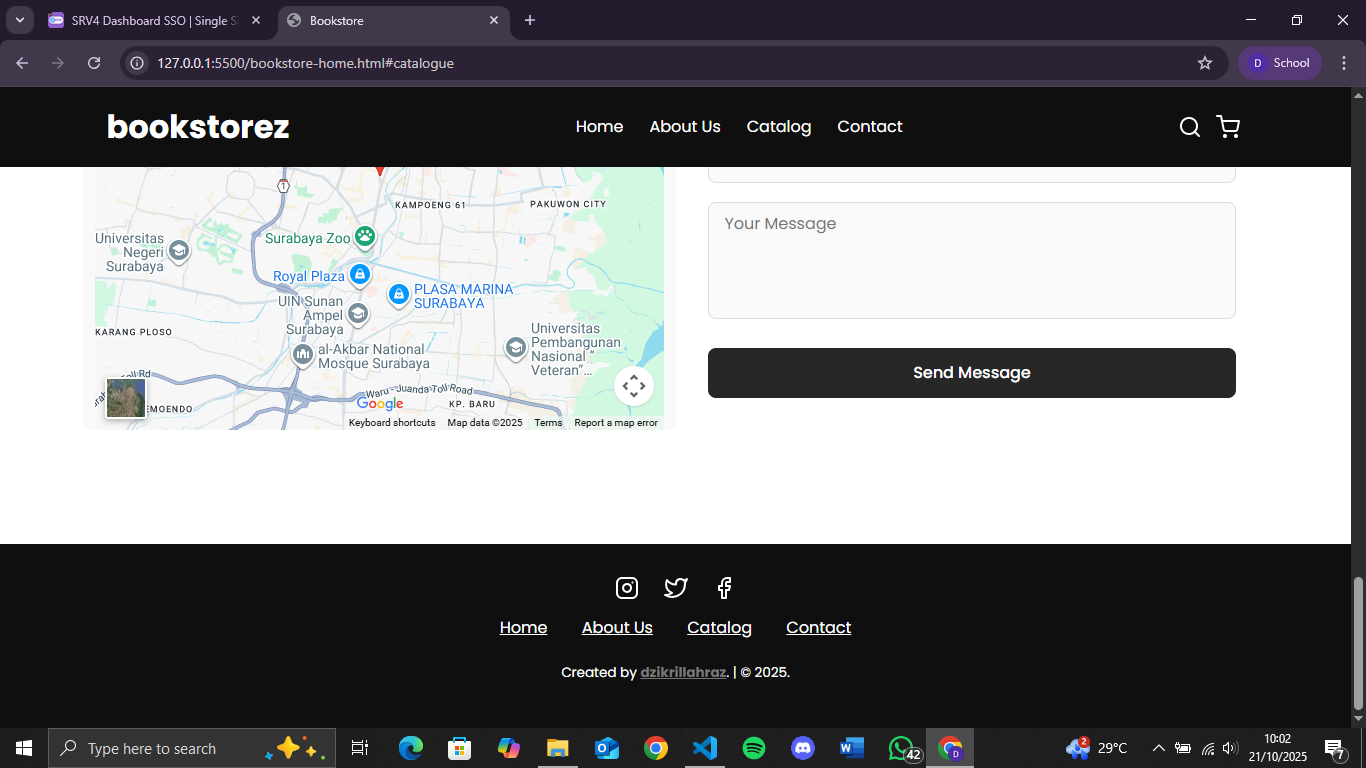 SRV4 Dashboard SSO | Single S
Bookstore
127.0.0.1:5500/bookstore-home.html#catalogue
D
School
bookstorez
Home
About Us
Catalog
Contact
1
KAMPOENG 61
PAKUWON CITY
Universitas
Negeri
Surabaya
Surabaya Zoo
Royal Plaza
PLASA MARINA
SURABAYA
UIN Sunan
Ampel
Surabaya
KARANG PLOSO
al-Akbar National
Mosque Surabaya
Universitas
Pembangunan
Nasional “
Veteran”...
Waru - Juanda Toll Road
Google
KP. BARU
EMOENDO
Keyboard shortcuts
Map data ©2025
Terms
Report a map error
Your Message
Send Message
Home
About Us
Catalog
Contact
Created by dzikrillahraz. | © 2025.
Type here to search
42
D
2
29°C
10:02
21/10/2025
7